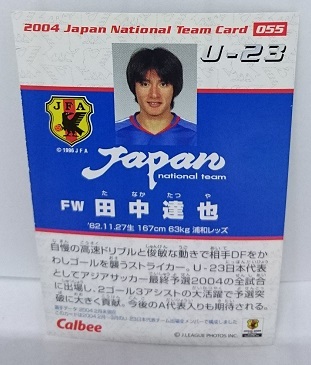 2004 Japan National Team Card 055
U-23
JFA
© 1996 JFA
Japan
national team
た なか たつ や
FW 田中達也
'82.11.27生 167cm 63kg 浦和レッズ
自慢の高速ドリブルと俊敏な動きで相手DFをか
わしゴールを襲うストライカー。U-23日本代表
としてアジアサッカー最終予選2004の全試合
に出場し、2ゴール3アシストの大活躍で予選突
破に大きく貢献。今後のA代表入りも期待される。
Calbee
© J.LEAGUE PHOTOS INC.